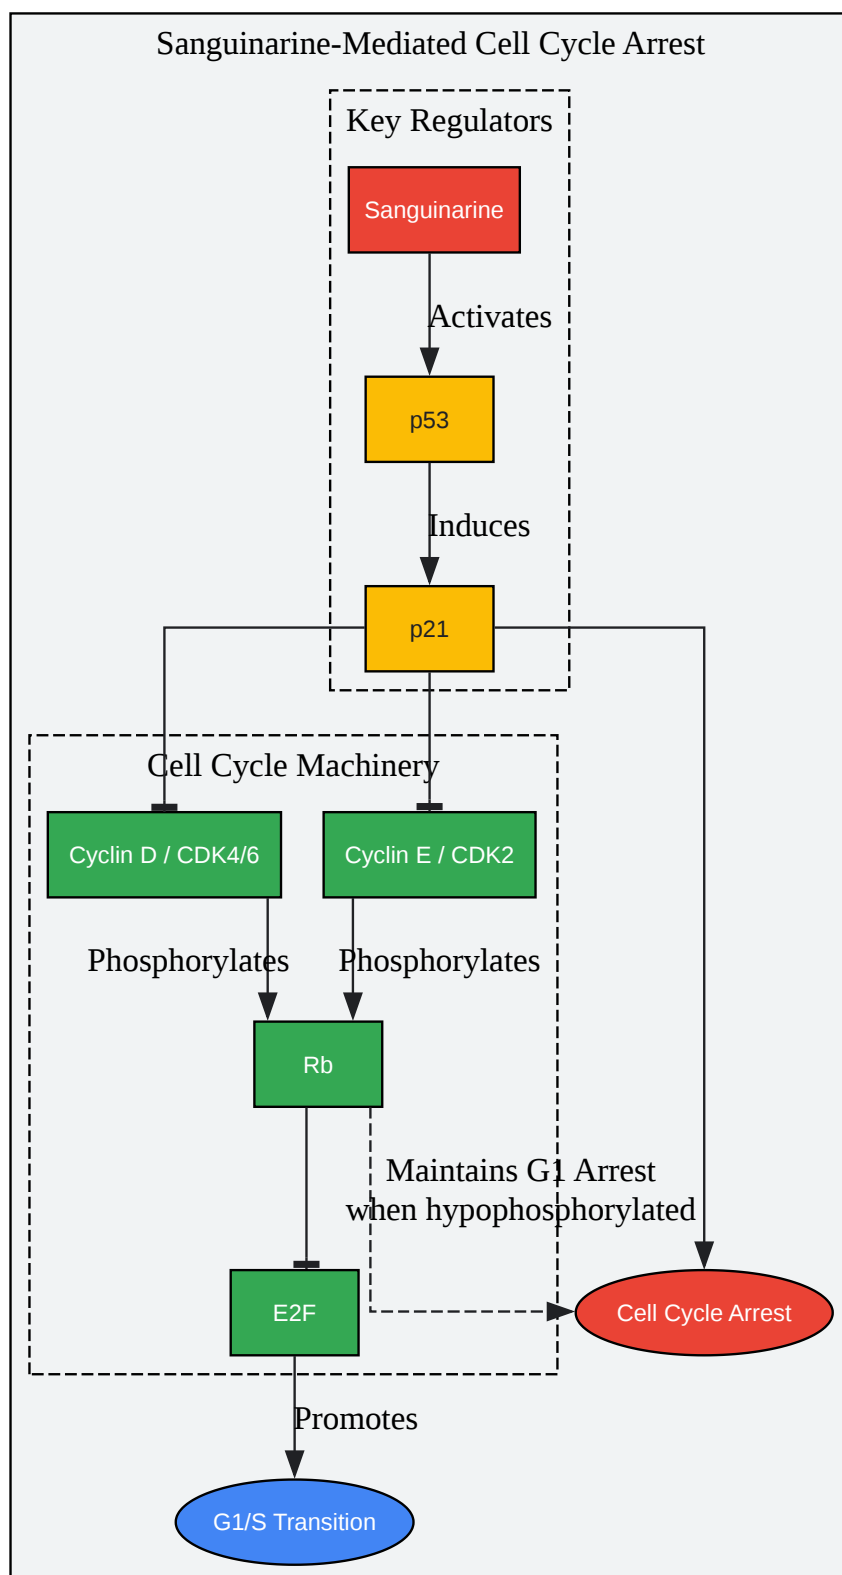 Sanguinarine-Mediated Cell Cycle Arrest
Key Regulators
Sanguinarine
Activates
p53
Induces
p21
Cell Cycle Machinery
Cyclin D / CDK4/6
Cyclin E / CDK2
Phosphorylates
Phosphorylates
Rb
Maintains G1 Arrest
when hypophosphorylated
E2F
Cell Cycle Arrest
Promotes
G1/S Transition